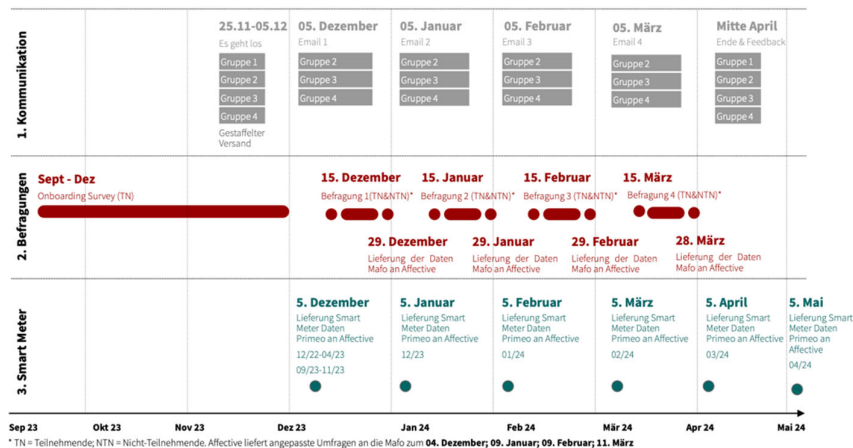 1. Kommunikation
25.11-05.12
Es geht los
Gruppe 1
Gruppe 2
Gruppe 3
Gruppe 4
Gestaffelter
Versand
05. Dezember
Email 1
Gruppe 2
Gruppe 3
Gruppe 4
05. Januar
Email 2
Gruppe 2
Gruppe 3
Gruppe 4
05. Februar
Email 3
Gruppe 2
Gruppe 3
Gruppe 4
05. März
Email 4
Gruppe 2
Gruppe 3
Gruppe 4
Mitte April
Ende & Feedback
Gruppe 1
Gruppe 2
Gruppe 3
Gruppe 4
2. Befragungen
Sept - Dez
Onboarding Survey (TN)
15. Dezember
Befragung 1(TN&NTN)*
15. Januar
Befragung 2 (TN&NTN)*
15. Februar
Befragung 3 (TN&NTN)*
15. März
Befragung 4 (TN&NTN)*
29. Dezember
Lieferung der Daten
Mafo an Affective
29. Januar
Lieferung der Daten
Mafo an Affective
29. Februar
Lieferung der Daten
Mafo an Affective
28. März
Lieferung der Daten
Mafo an Affective
3. Smart Meter
5. Dezember
Lieferung Smart
Meter Daten
Primeo an Affective
12/22-04/23
09/23-11/23
5. Januar
Lieferung Smart
Meter Daten
Primeo an Affective
12/23
5. Februar
Lieferung Smart
Meter Daten
Primeo an Affective
01/24
5. März
Lieferung Smart
Meter Daten
Primeo an Affective
02/24
5. April
Lieferung Smart
Meter Daten
Primeo an Affective
03/24
5. Mai
Lieferung Smart
Meter Daten
Primeo an
Affective
04/24
Sep 23 Okt 23 Nov 23 Dez 23 Jan 24 Feb 24 Mär 24 Apr 24 Mai 24
* TN = Teilnehmende; NTN = Nicht-Teilnehmende. Affective liefert angepasste Umfragen an die Mafo zum 04. Dezember; 09. Januar; 09. Februar; 11. März